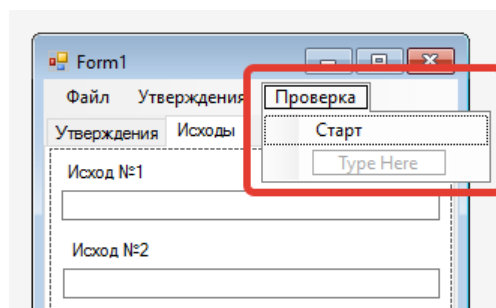 Form1
Файл Утверждения Проверка
Утверждения Исходы Старт
Type Here
Исход №1
Исход №2